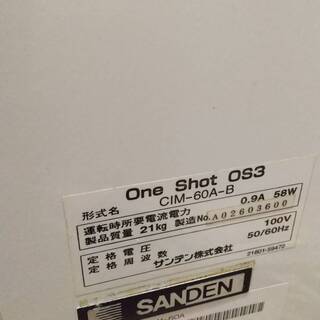 One Shot OS3
形式名 CIM-60A-B
運転時所要電流電力 0.9A 58W
製品質量 21kg 製造No. A02603600
定格電圧 100V
定格周波数 50/60Hz
サンデン株式会社 21801-59470
SANDEN